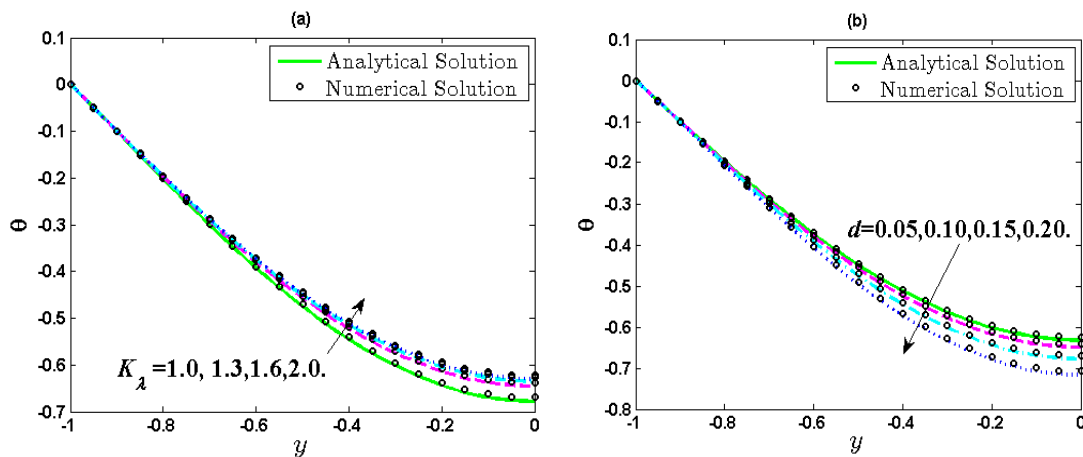 (a)
0.1
0
-0.1
-0.2
-0.3
-0.4
-0.5
-0.6
-0.7
θ
Analytical Solution
Numerical Solution
K_λ =1.0, 1.3,1.6,2.0.
-1
-0.8
-0.6
-0.4
-0.2
0
y
(b)
0.1
0
-0.1
-0.2
-0.3
-0.4
-0.5
-0.6
-0.7
-0.8
θ
Analytical Solution
Numerical Solution
d=0.05,0.10,0.15,0.20.
-1
-0.8
-0.6
-0.4
-0.2
0
y